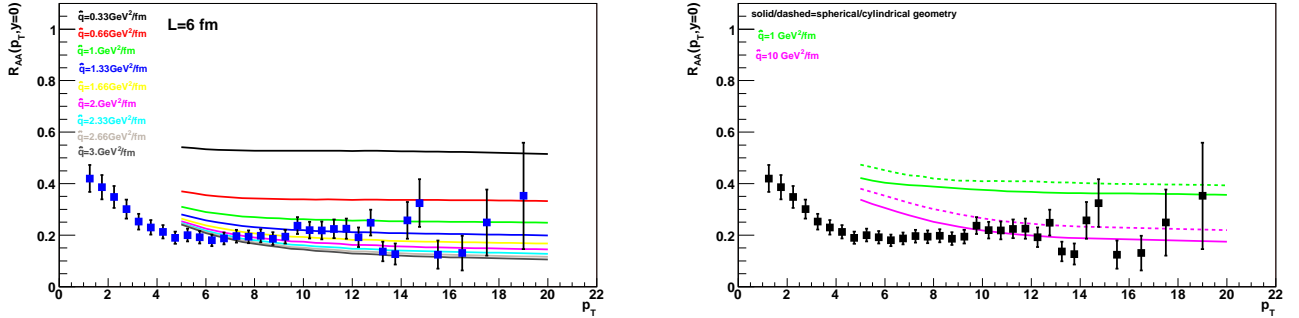 q̂=0.33GeV²/fm
L=6 fm
q̂=0.66GeV²/fm
q̂=1.GeV²/fm
q̂=1.33GeV²/fm
q̂=1.66GeV²/fm
q̂=2.GeV²/fm
q̂=2.33GeV²/fm
q̂=2.66GeV²/fm
q̂=3.GeV²/fm
R_AA(p_T,y=0)
1
0.8
0.6
0.4
0.2
0
0 2 4 6 8 10 12 14 16 18 20 22
p_T
solid/dashed=spherical/cylindrical geometry
q̂=1 GeV²/fm
q̂=10 GeV²/fm
R_AA(p_T,y=0)
1
0.8
0.6
0.4
0.2
0
0 2 4 6 8 10 12 14 16 18 20 22
p_T